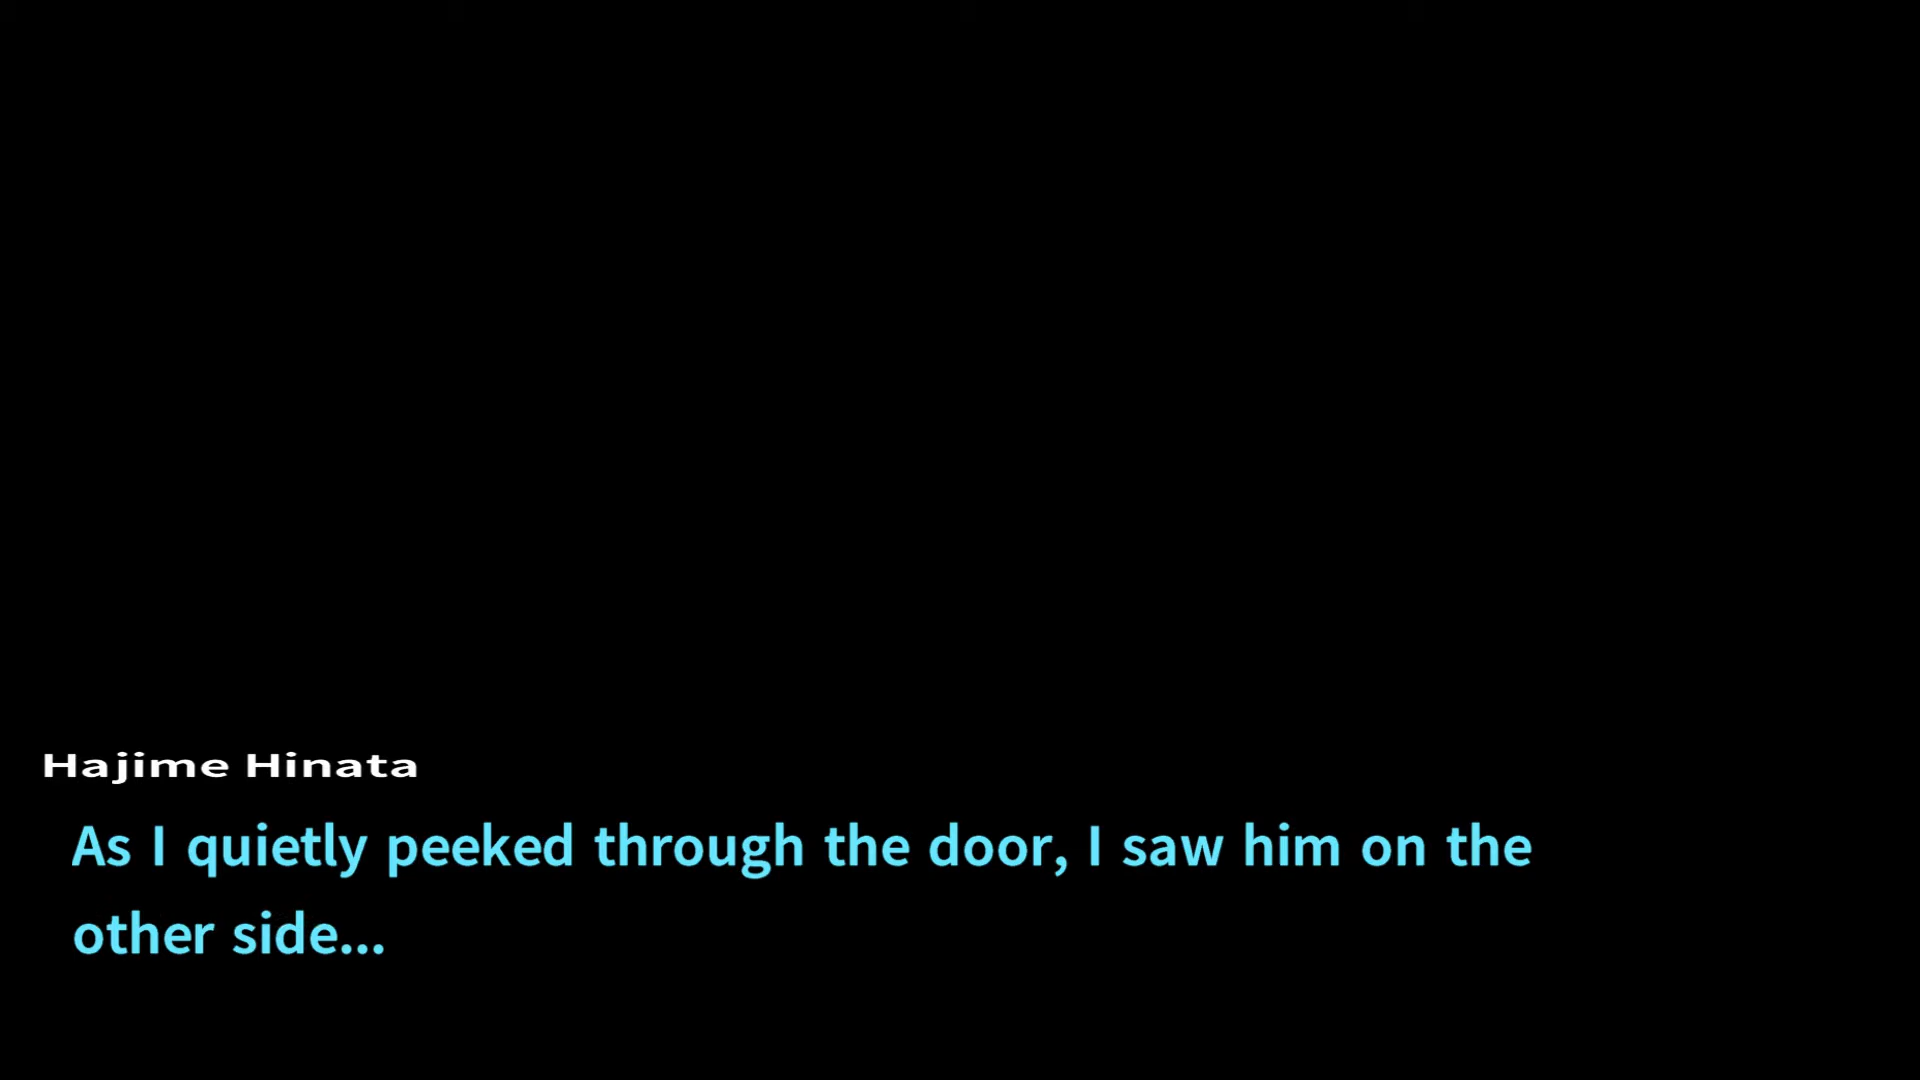 Hajime Hinata
As I quietly peeked through the door, I saw him on the
other side...